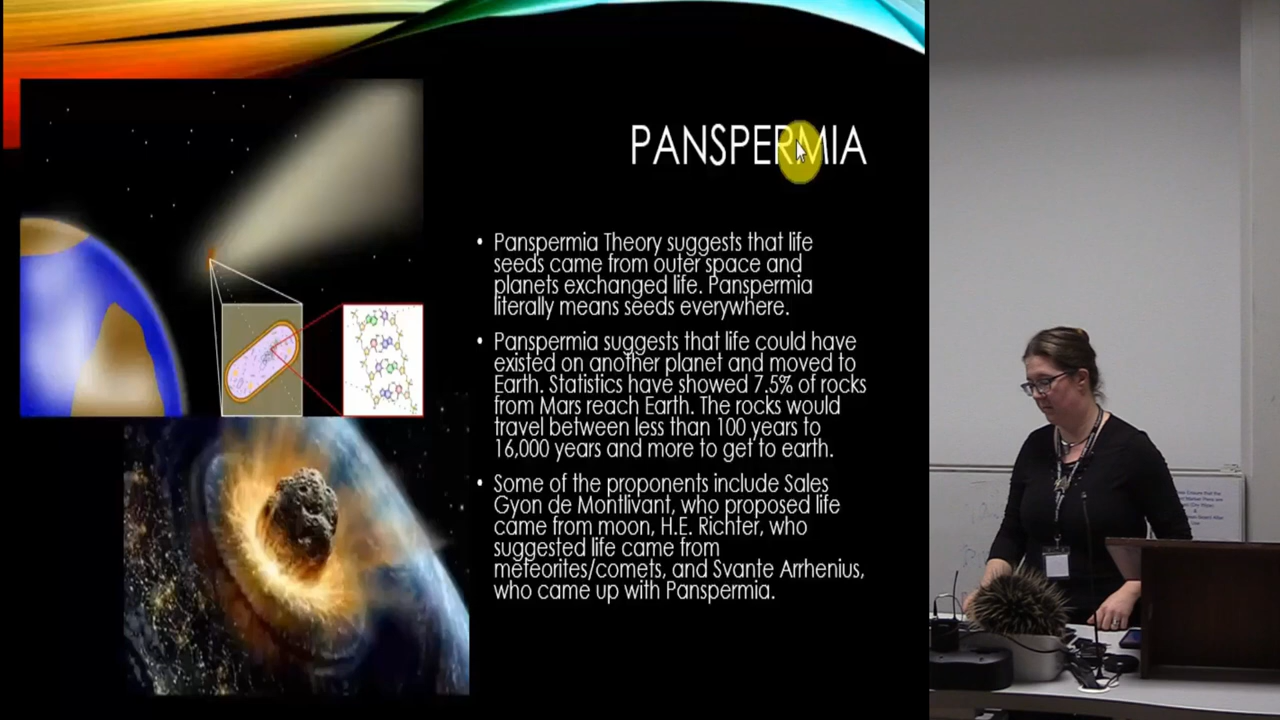 PANSPERMIA
• Panspermia Theory suggests that life
seeds came from outer space and
planets exchanged life. Panspermia
literally means seeds everywhere.
• Panspermia suggests that life could have
existed on another planet and moved to
Earth. Statistics have showed 7.5% of rocks
from Mars reach Earth. The rocks would
travel between less than 100 years to
16,000 years and more to get to earth.
• Some of the proponents include Sales
Gyon de Montlivant, who proposed life
came from moon, H.E. Richter, who
suggested life came from
meteorites/comets, and Svante Arrhenius,
who came up with Panspermia.
Ensure that the
&
Use